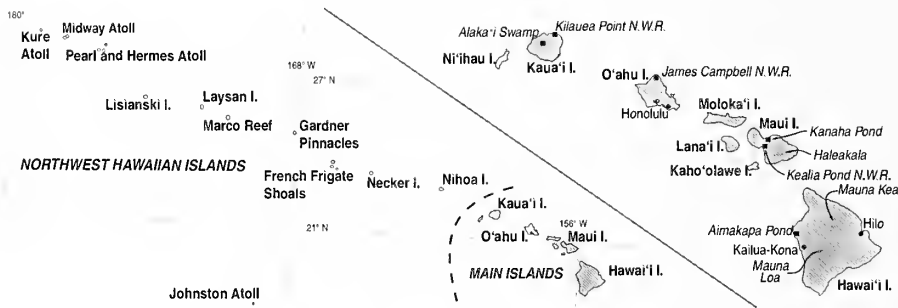 180°
Kure
Atoll
Midway Atoll
Pearl and Hermes Atoll
168° W
27° N
Lisianski I.
Laysan I.
Marco Reef
Gardner
Pinnacles
NORTHWEST HAWAIIAN ISLANDS
French Frigate
Shoals
Necker I.
Nihoa I.
21° N
Kaua'i I.
156° W
O'ahu I.
Maui I.
MAIN ISLANDS
Hawai'i I.
Johnston Atoll
Alaka'i Swamp
Kilauea Point N.W.R.
Ni'ihau I.
Kaua'i I.
O'ahu I.
James Campbell N.W.R.
Honolulu
Moloka'i I.
Maui I.
Kanaha Pond
Lana'i I.
Haleakala
Kaho'olawe I.
Kealia Pond N.W.R.
Mauna Kea
Aimakapa Pond
Hilo
Kailua-Kona
Mauna
Loa
Hawai'i I.